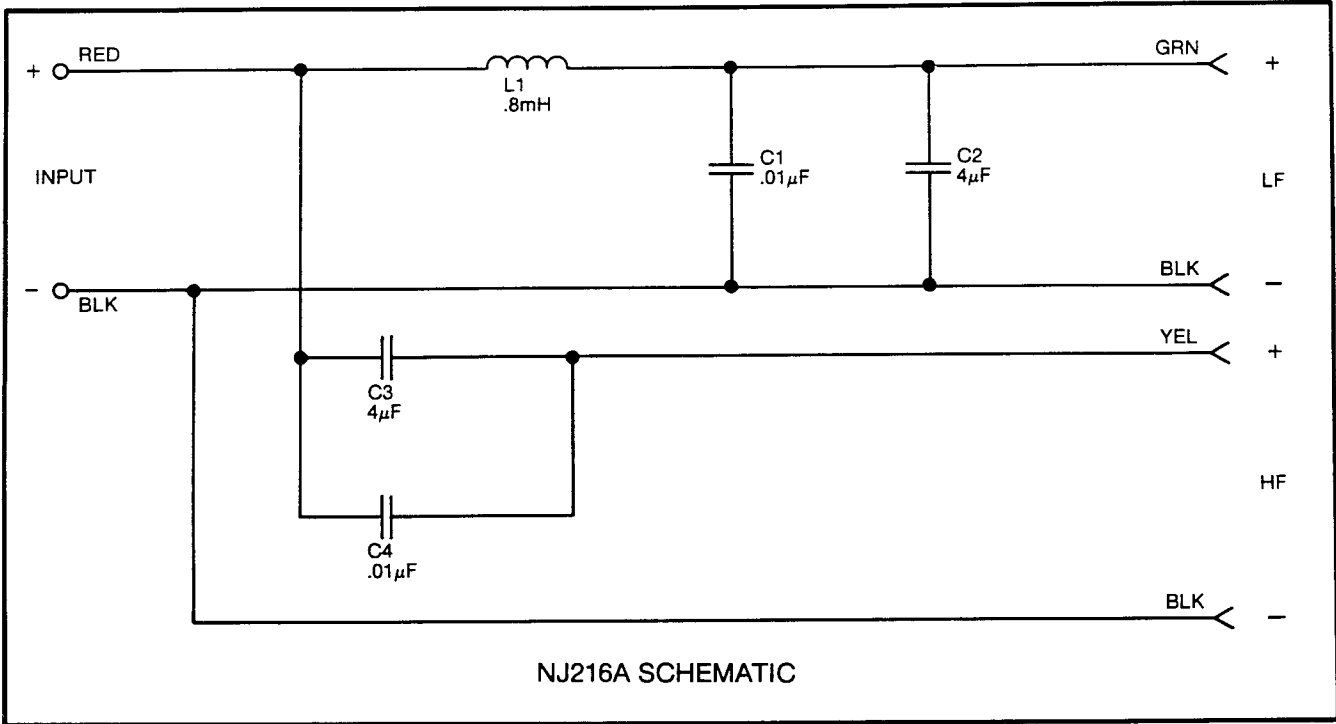 RED
GRN
+
+
L1
.8mH
C1
.01μF
C2
4μF
INPUT
LF
BLK
−
−
BLK
YEL
+
C3
4μF
HF
C4
.01μF
BLK
−
NJ216A SCHEMATIC